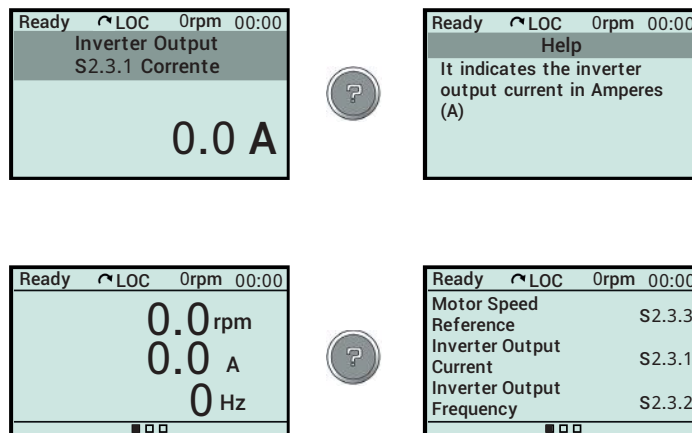 Ready LOC 0rpm 00:00
Inverter Output
S2.3.1 Corrente
0.0 A
?
Ready LOC 0rpm 00:00
Help
It indicates the inverter
output current in Amperes
(A)
Ready LOC 0rpm 00:00
0.0 rpm
0.0 A
0 Hz
?
Ready LOC 0rpm 00:00
Motor Speed
Reference S2.3.3
Inverter Output
Current S2.3.1
Inverter Output
Frequency S2.3.2